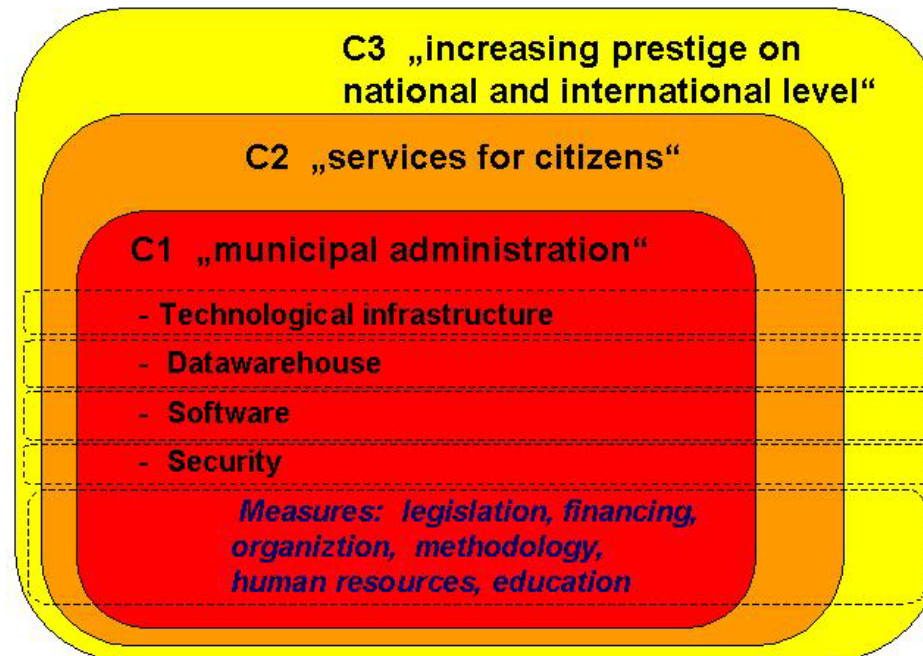 C3 „increasing prestige on
national and international level“
C2 „services for citizens“
C1 „municipal administration“
- Technological infrastructure
- Datawarehouse
- Software
- Security
Measures: legislation, financing,
organiztion, methodology,
human resources, education